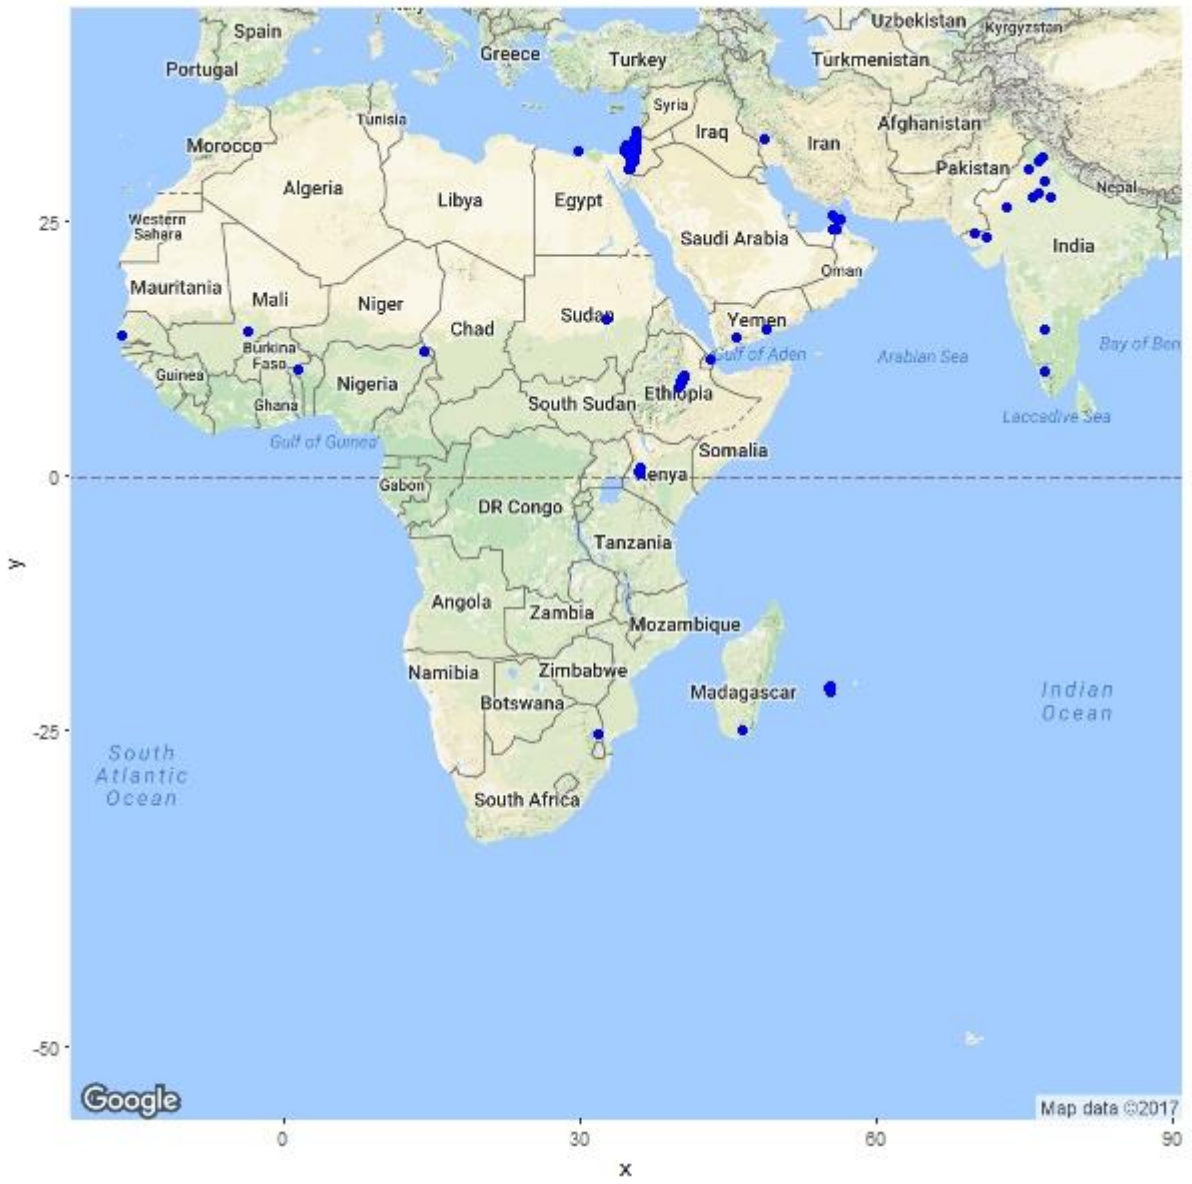 Italy
Uzbekistan
Spain
Kyrgyzstan
Greece
Turkey
Turkmenistan
Portugal
Syria
Tunisia
Afghanistan
Iraq
Iran
Morocco
Pakistan
Algeria
Nepal
Libya
Egypt
25
Western
Sahara
Saudi Arabia
India
Oman
Mauritania
Mali
Niger
Sudan
Yemen
Chad
Burkina
Faso
Gulf of Aden
Arabian Sea
Bay of Ben
Guinea
Nigeria
Ethiopia
Ghana
South Sudan
Laccadive Sea
Gulf of Guinea
Somalia
0
Kenya
Gabon
DR Congo
Tanzania
y
Angola
Zambia
Mozambique
Namibia
Zimbabwe
Botswana
Madagascar
Indian
Ocean
-25
South
Atlantic
Ocean
South Africa
-50
Google
Map data ©2017
0
30
60
90
x